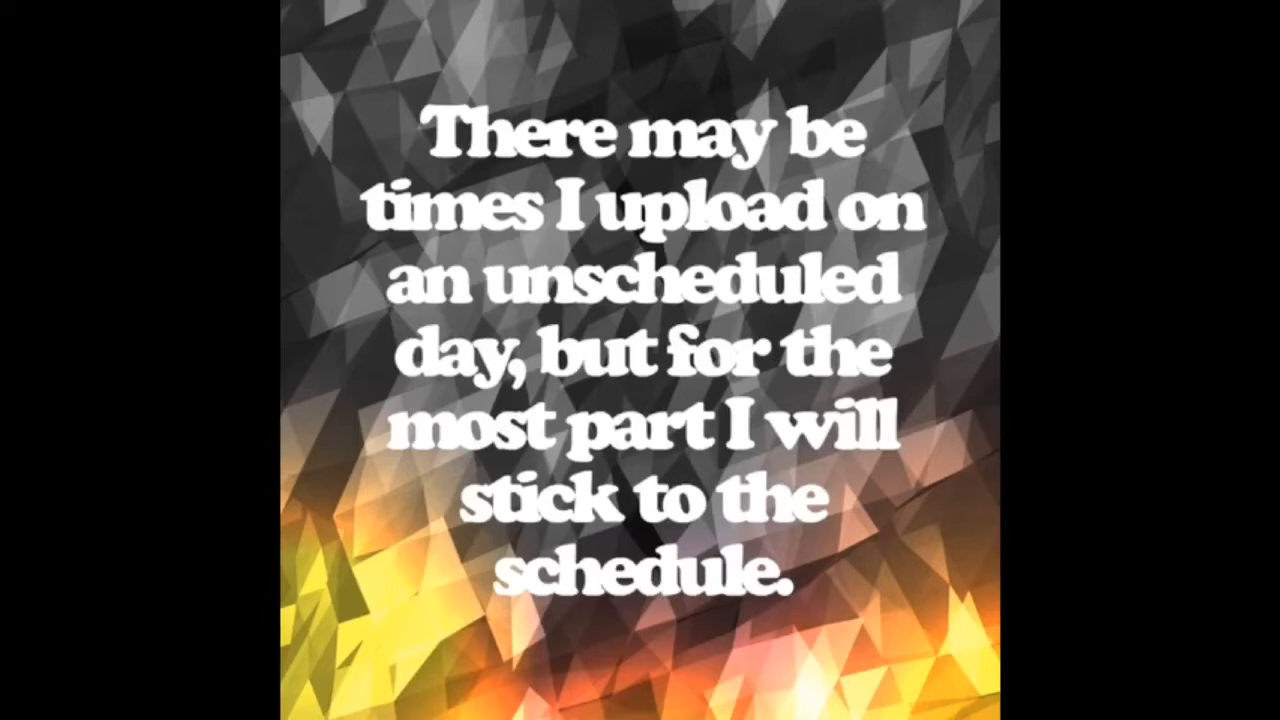 There may be
times I upload on
an unscheduled
day, but for the
most part I will
stick to the
schedule.